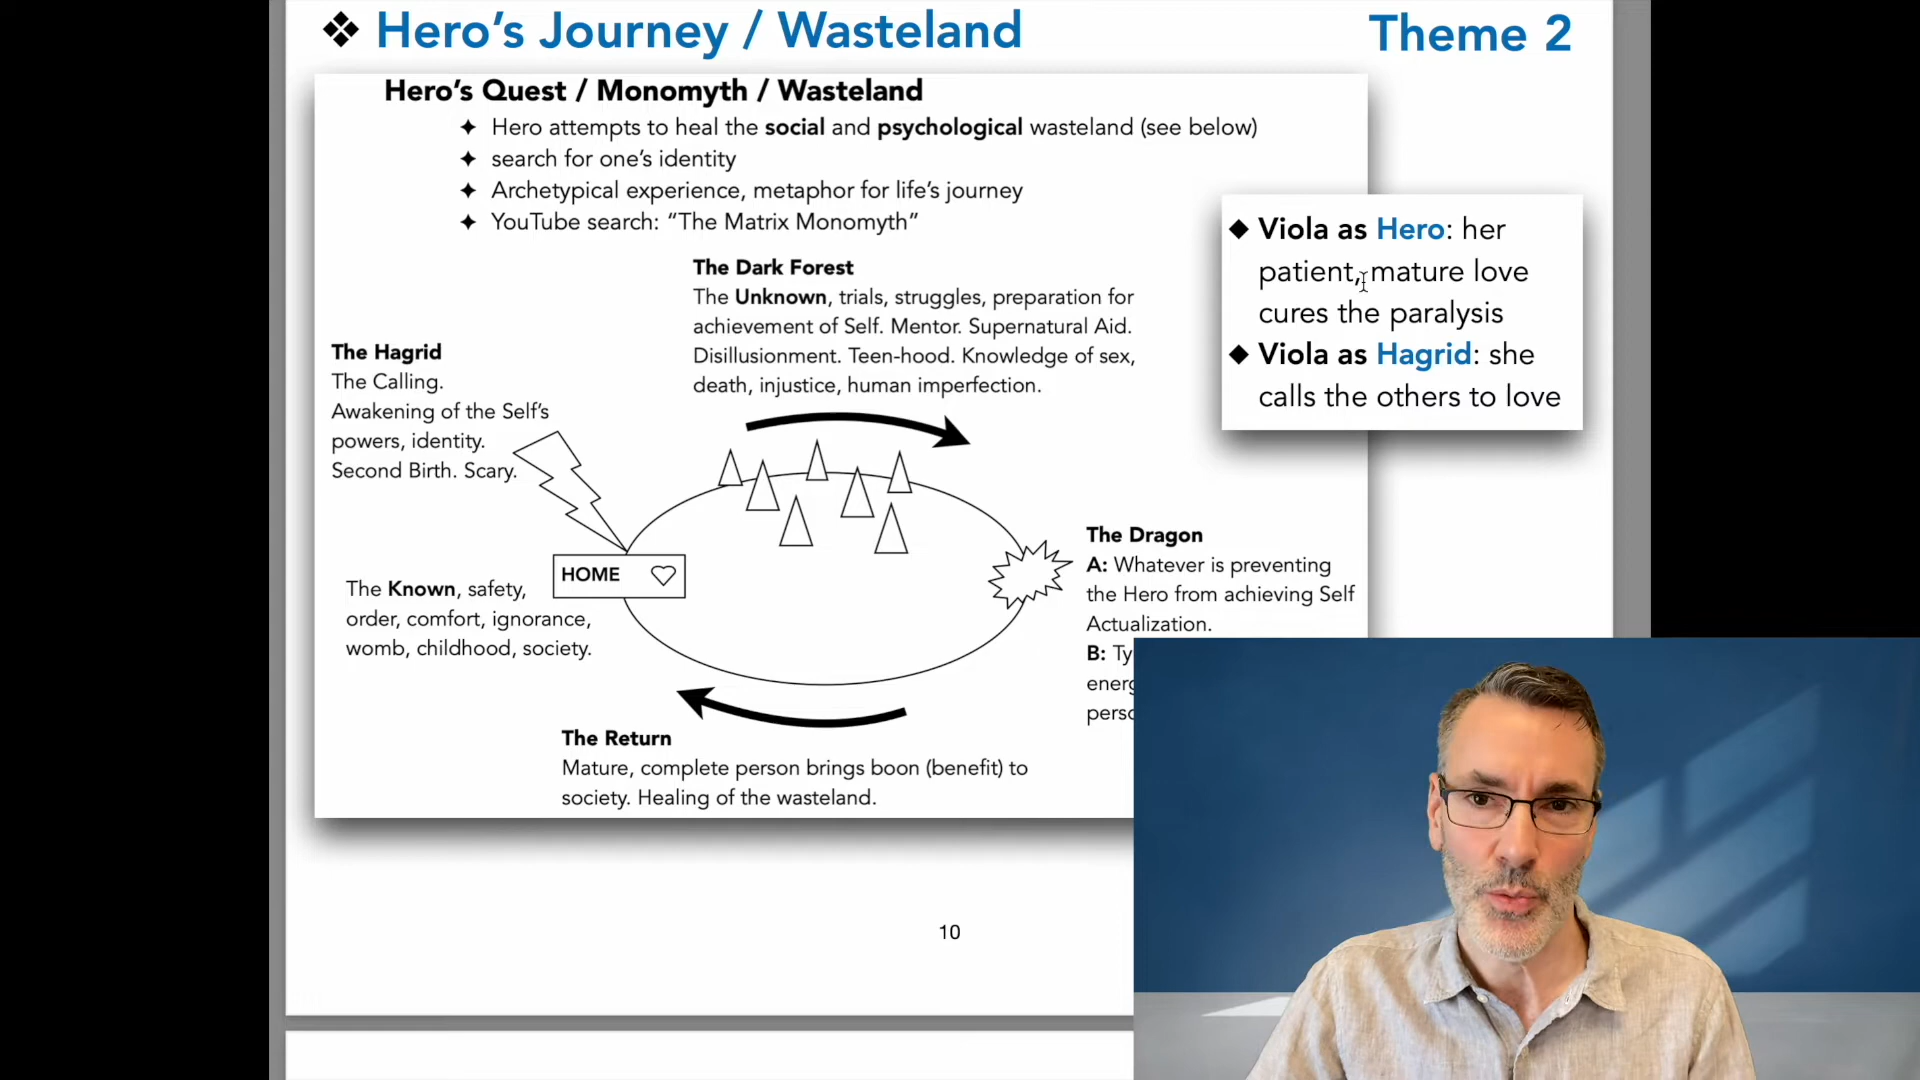 Hero’s Journey / Wasteland
Theme 2
Hero’s Quest / Monomyth / Wasteland
Hero attempts to heal the social and psychological wasteland (see below)
search for one’s identity
Archetypical experience, metaphor for life’s journey
YouTube search: “The Matrix Monomyth”
Viola as Hero: her
patient, mature love
cures the paralysis
Viola as Hagrid: she
calls the others to love
The Dark Forest
The Unknown, trials, struggles, preparation for
achievement of Self. Mentor. Supernatural Aid.
Disillusionment. Teen-hood. Knowledge of sex,
death, injustice, human imperfection.
The Hagrid
The Calling.
Awakening of the Self’s
powers, identity.
Second Birth. Scary.
HOME
The Known, safety,
order, comfort, ignorance,
womb, childhood, society.
The Dragon
A: Whatever is preventing
the Hero from achieving Self
Actualization.
B:
The Return
Mature, complete person brings boon (benefit) to
society. Healing of the wasteland.
10